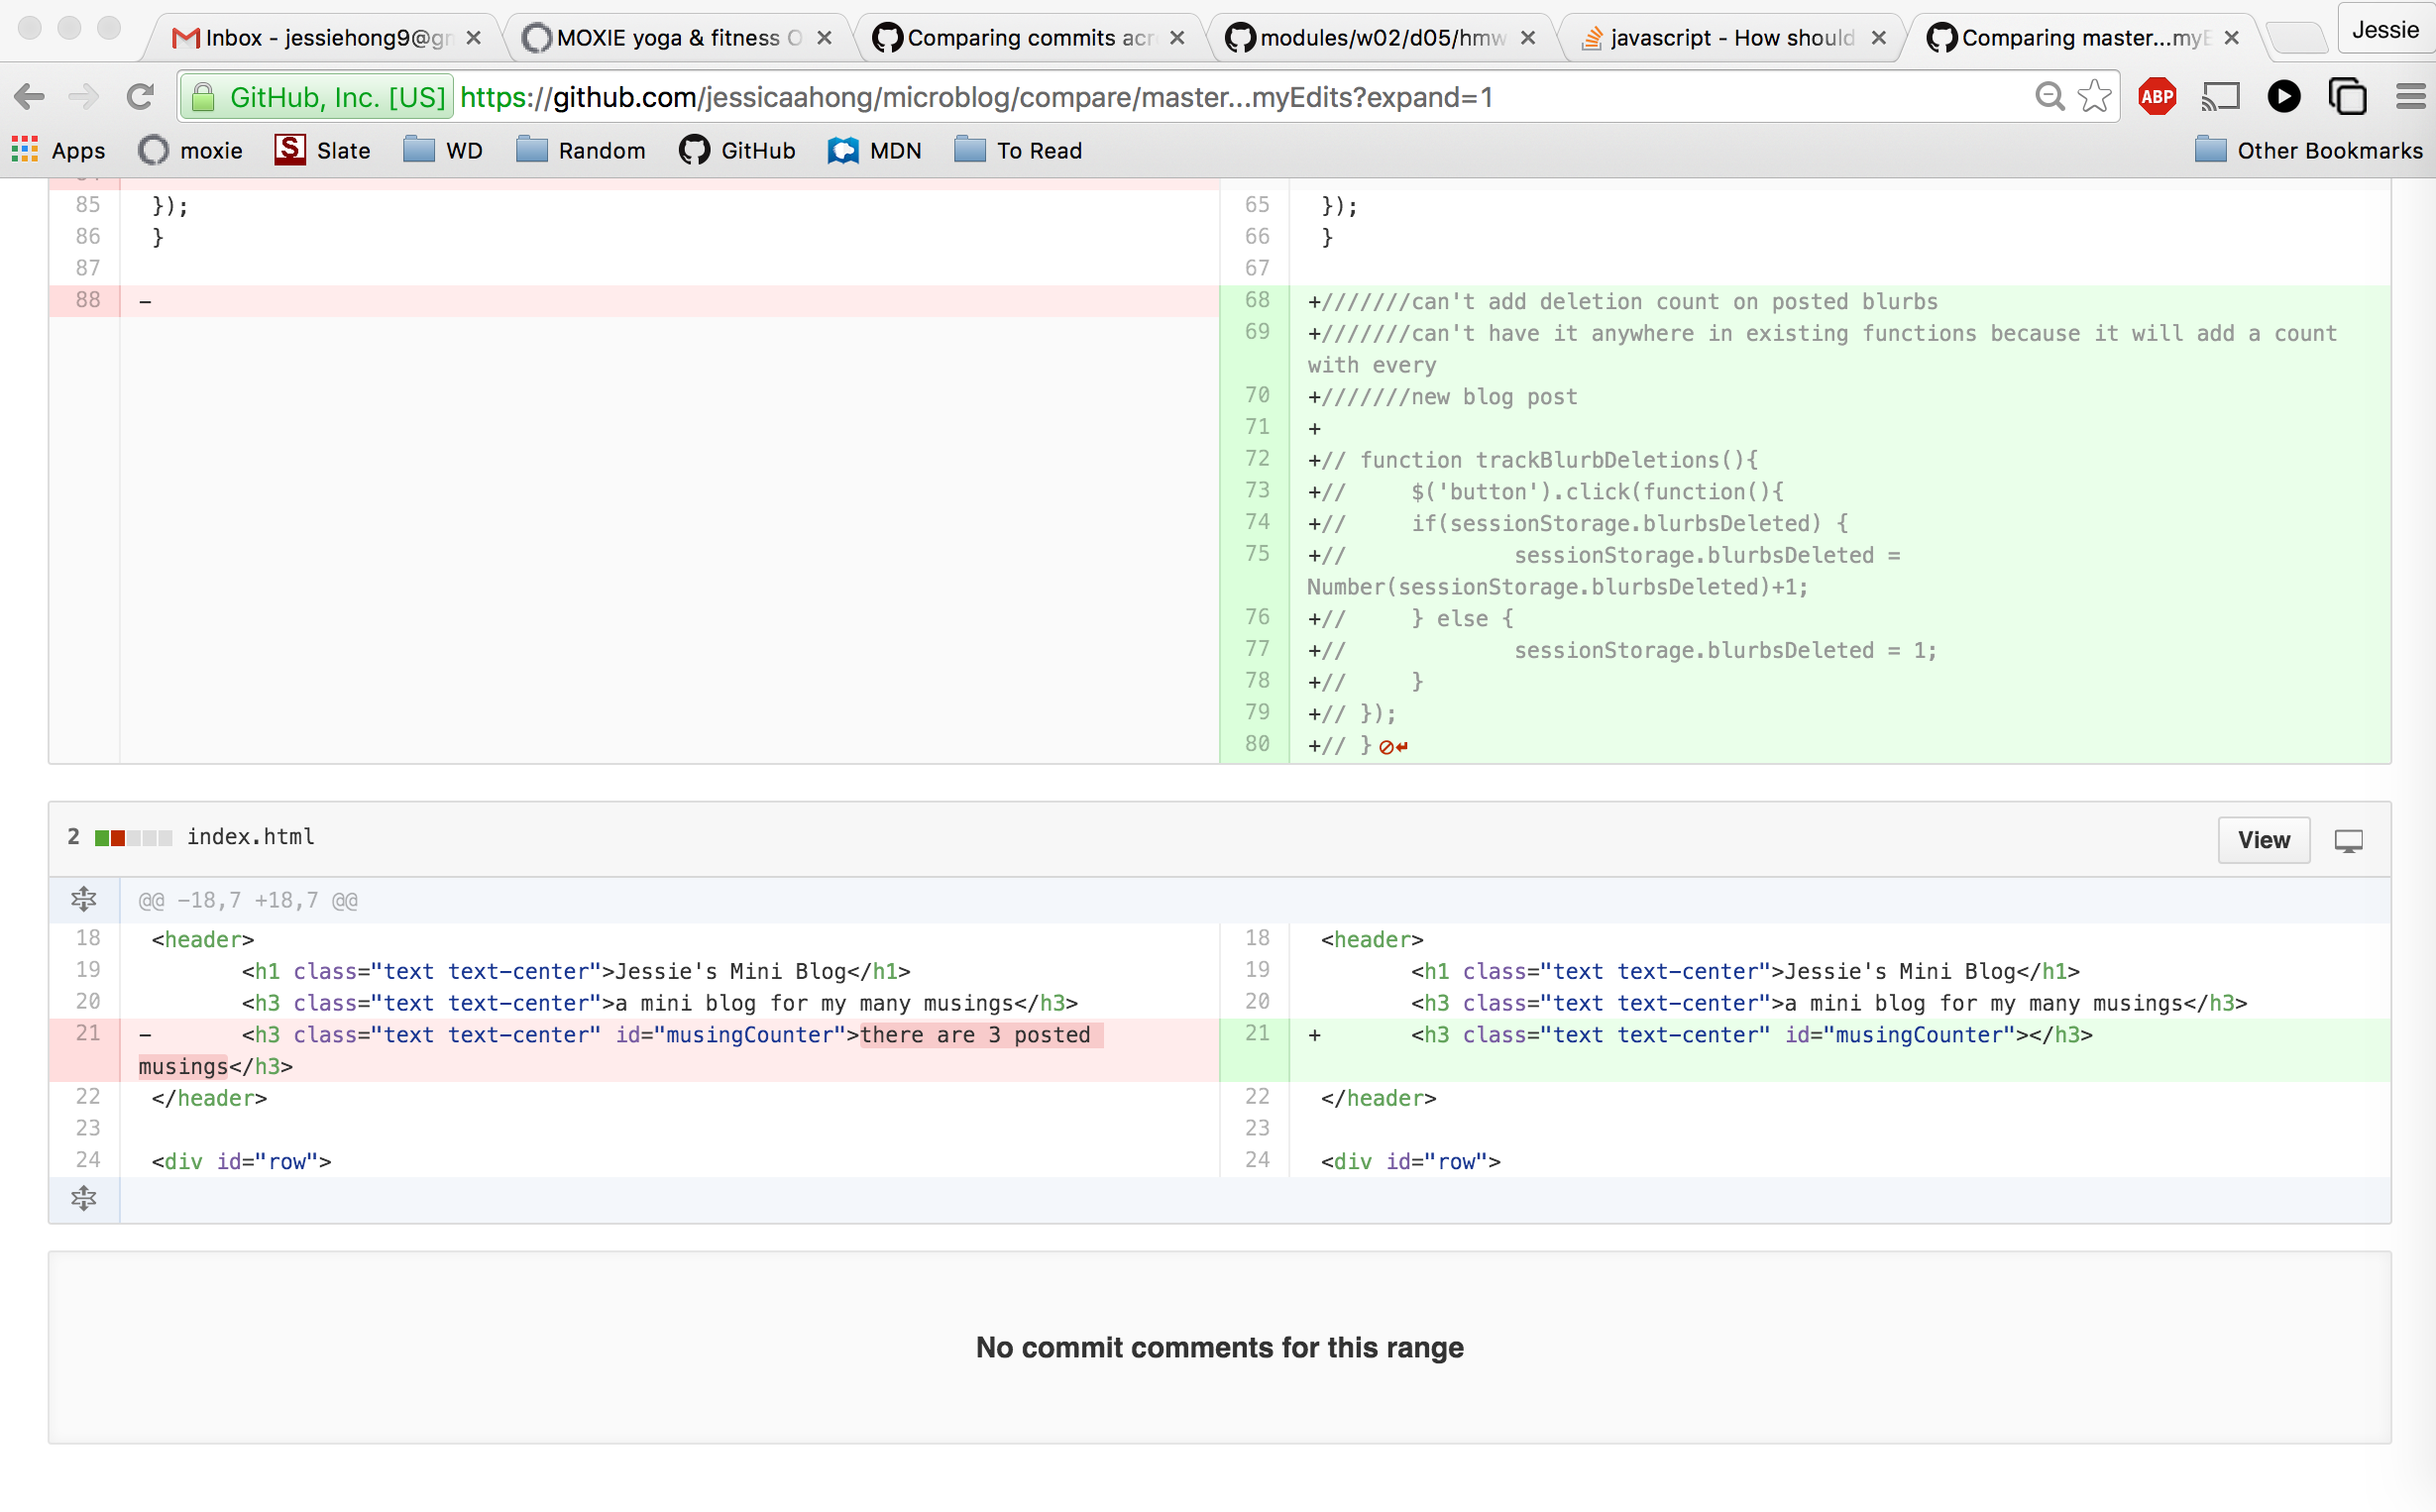 Inbox - jessiehong9@gm
MOXIE yoga & fitness O
Comparing commits acr
modules/w02/d05/hmw
javascript - How should
Comparing master...myE
Jessie
GitHub, Inc. [US] https://github.com/jessicaahong/microblog/compare/master...myEdits?expand=1
ABP
Apps moxie S Slate WD Random GitHub MDN To Read Other Bookmarks
85 }); 65 });
86 } 66 }
87 67
88 - 68 +///////can't add deletion count on posted blurbs
69 +///////can't have it anywhere in existing functions because it will add a count
with every
70 +///////new blog post
71 +
72 +// function trackBlurbDeletions(){
73 +// $('button').click(function(){
74 +// if(sessionStorage.blurbsDeleted) {
75 +// sessionStorage.blurbsDeleted =
Number(sessionStorage.blurbsDeleted)+1;
76 +// } else {
77 +// sessionStorage.blurbsDeleted = 1;
78 +// }
79 +// });
80 +// }
2 index.html View
@@ -18,7 +18,7 @@
18 <header> 18 <header>
19 <h1 class="text text-center">Jessie's Mini Blog</h1> 19 <h1 class="text text-center">Jessie's Mini Blog</h1>
20 <h3 class="text text-center">a mini blog for my many musings</h3> 20 <h3 class="text text-center">a mini blog for my many musings</h3>
21 - <h3 class="text text-center" id="musingCounter">there are 3 posted 21 + <h3 class="text text-center" id="musingCounter"></h3>
musings</h3>
22 </header> 22 </header>
23 23
24 <div id="row"> 24 <div id="row">
No commit comments for this range